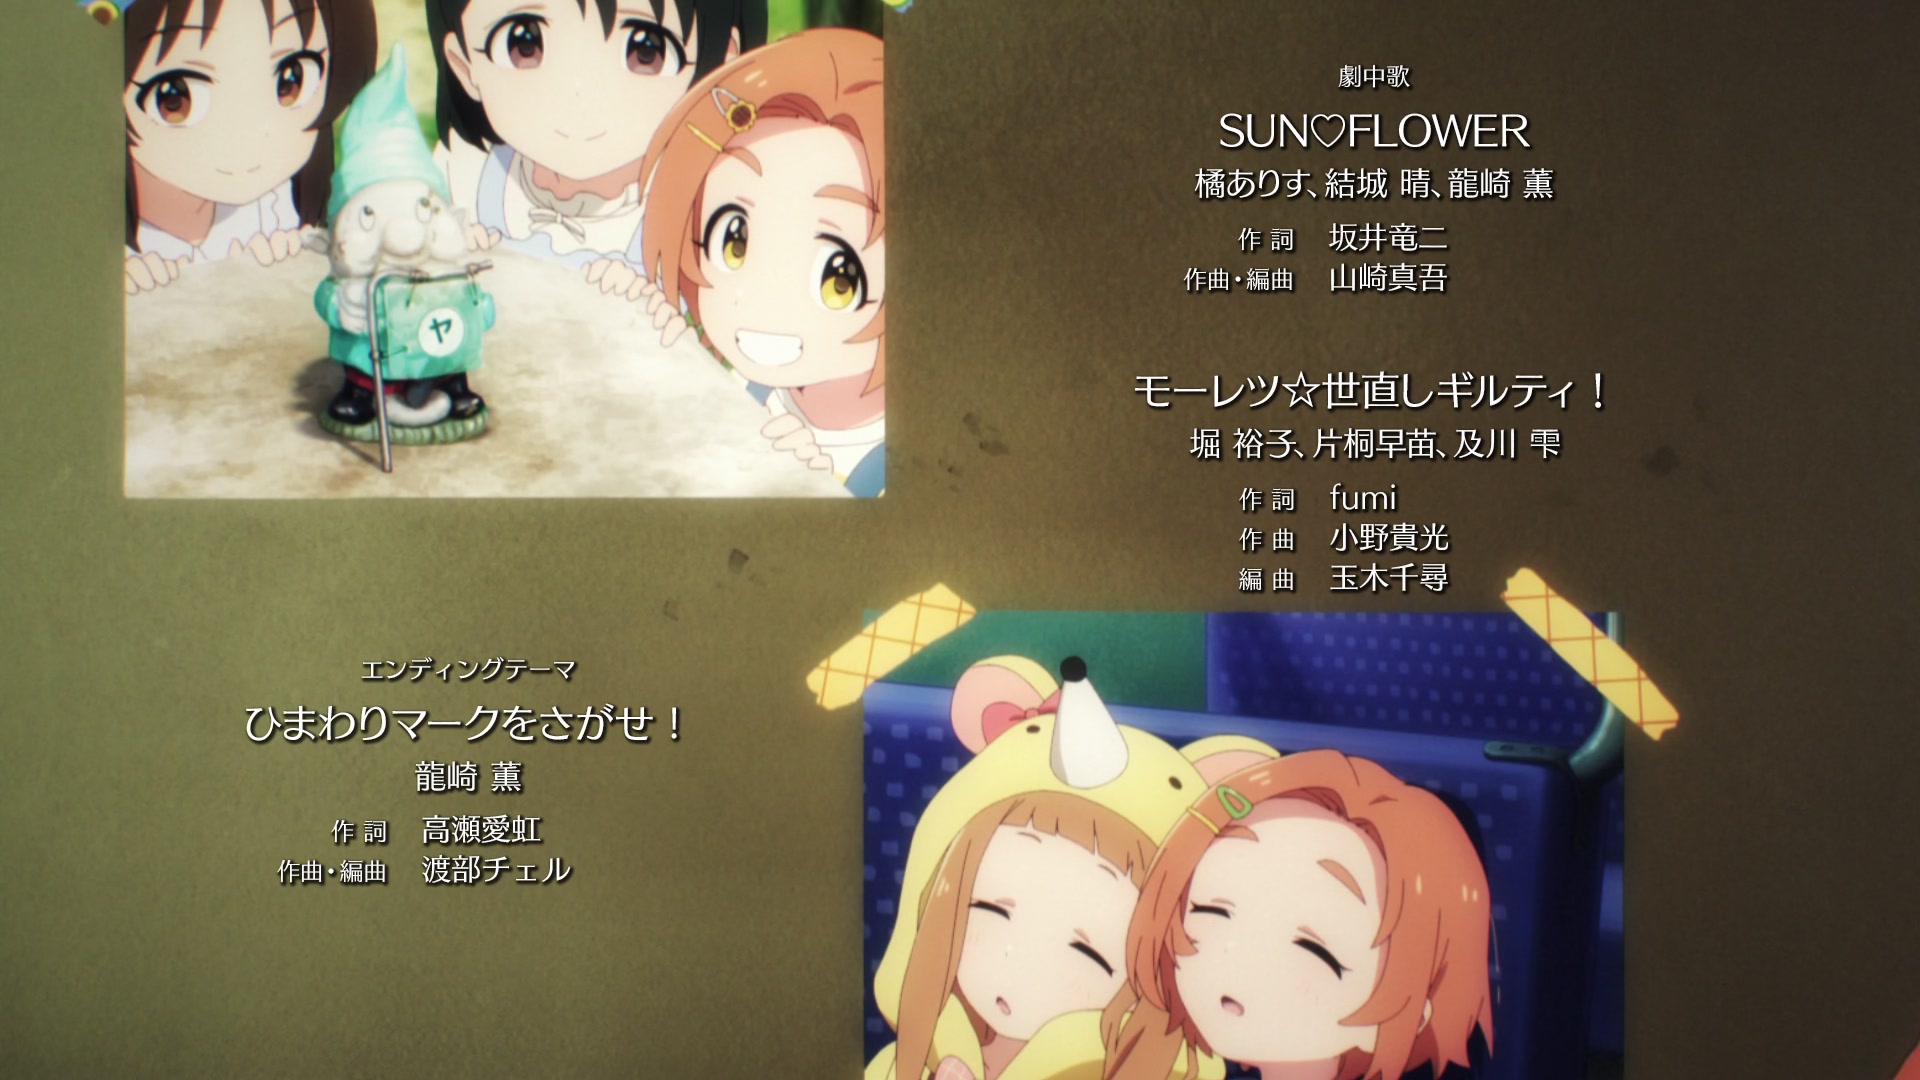 劇中歌
SUN♡FLOWER
橘ありす、結城 晴、龍崎 薫
作 詞 坂井竜二
作曲・編曲 山崎真吾
モーレツ☆世直しギルティ!
堀 裕子、片桐早苗、及川 雫
作 詞 fumi
作 曲 小野貴光
編 曲 玉木千尋
エンディングテーマ
ひまわりマークをさがせ!
龍崎 薫
作 詞 高瀬愛虹
作曲・編曲 渡部チェル
ヤ